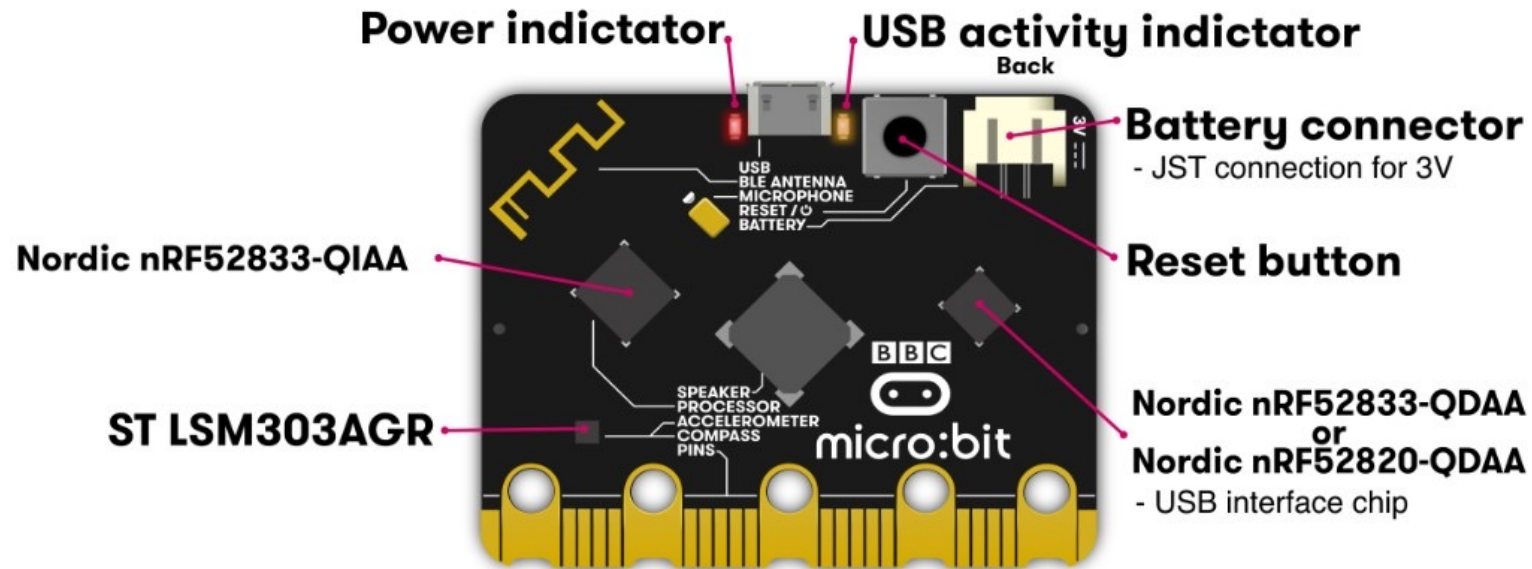 Power indictator
USB activity indictator
Back
Battery connector
- JST connection for 3V
3V
USB
BLE ANTENNA
MICROPHONE
RESET / ⏻
BATTERY
Nordic nRF52833-QIAA
Reset button
BBC
SPEAKER
PROCESSOR
ACCELEROMETER
COMPASS
PINS
ST LSM303AGR
micro:bit
Nordic nRF52833-QDAA
or
Nordic nRF52820-QDAA
- USB interface chip